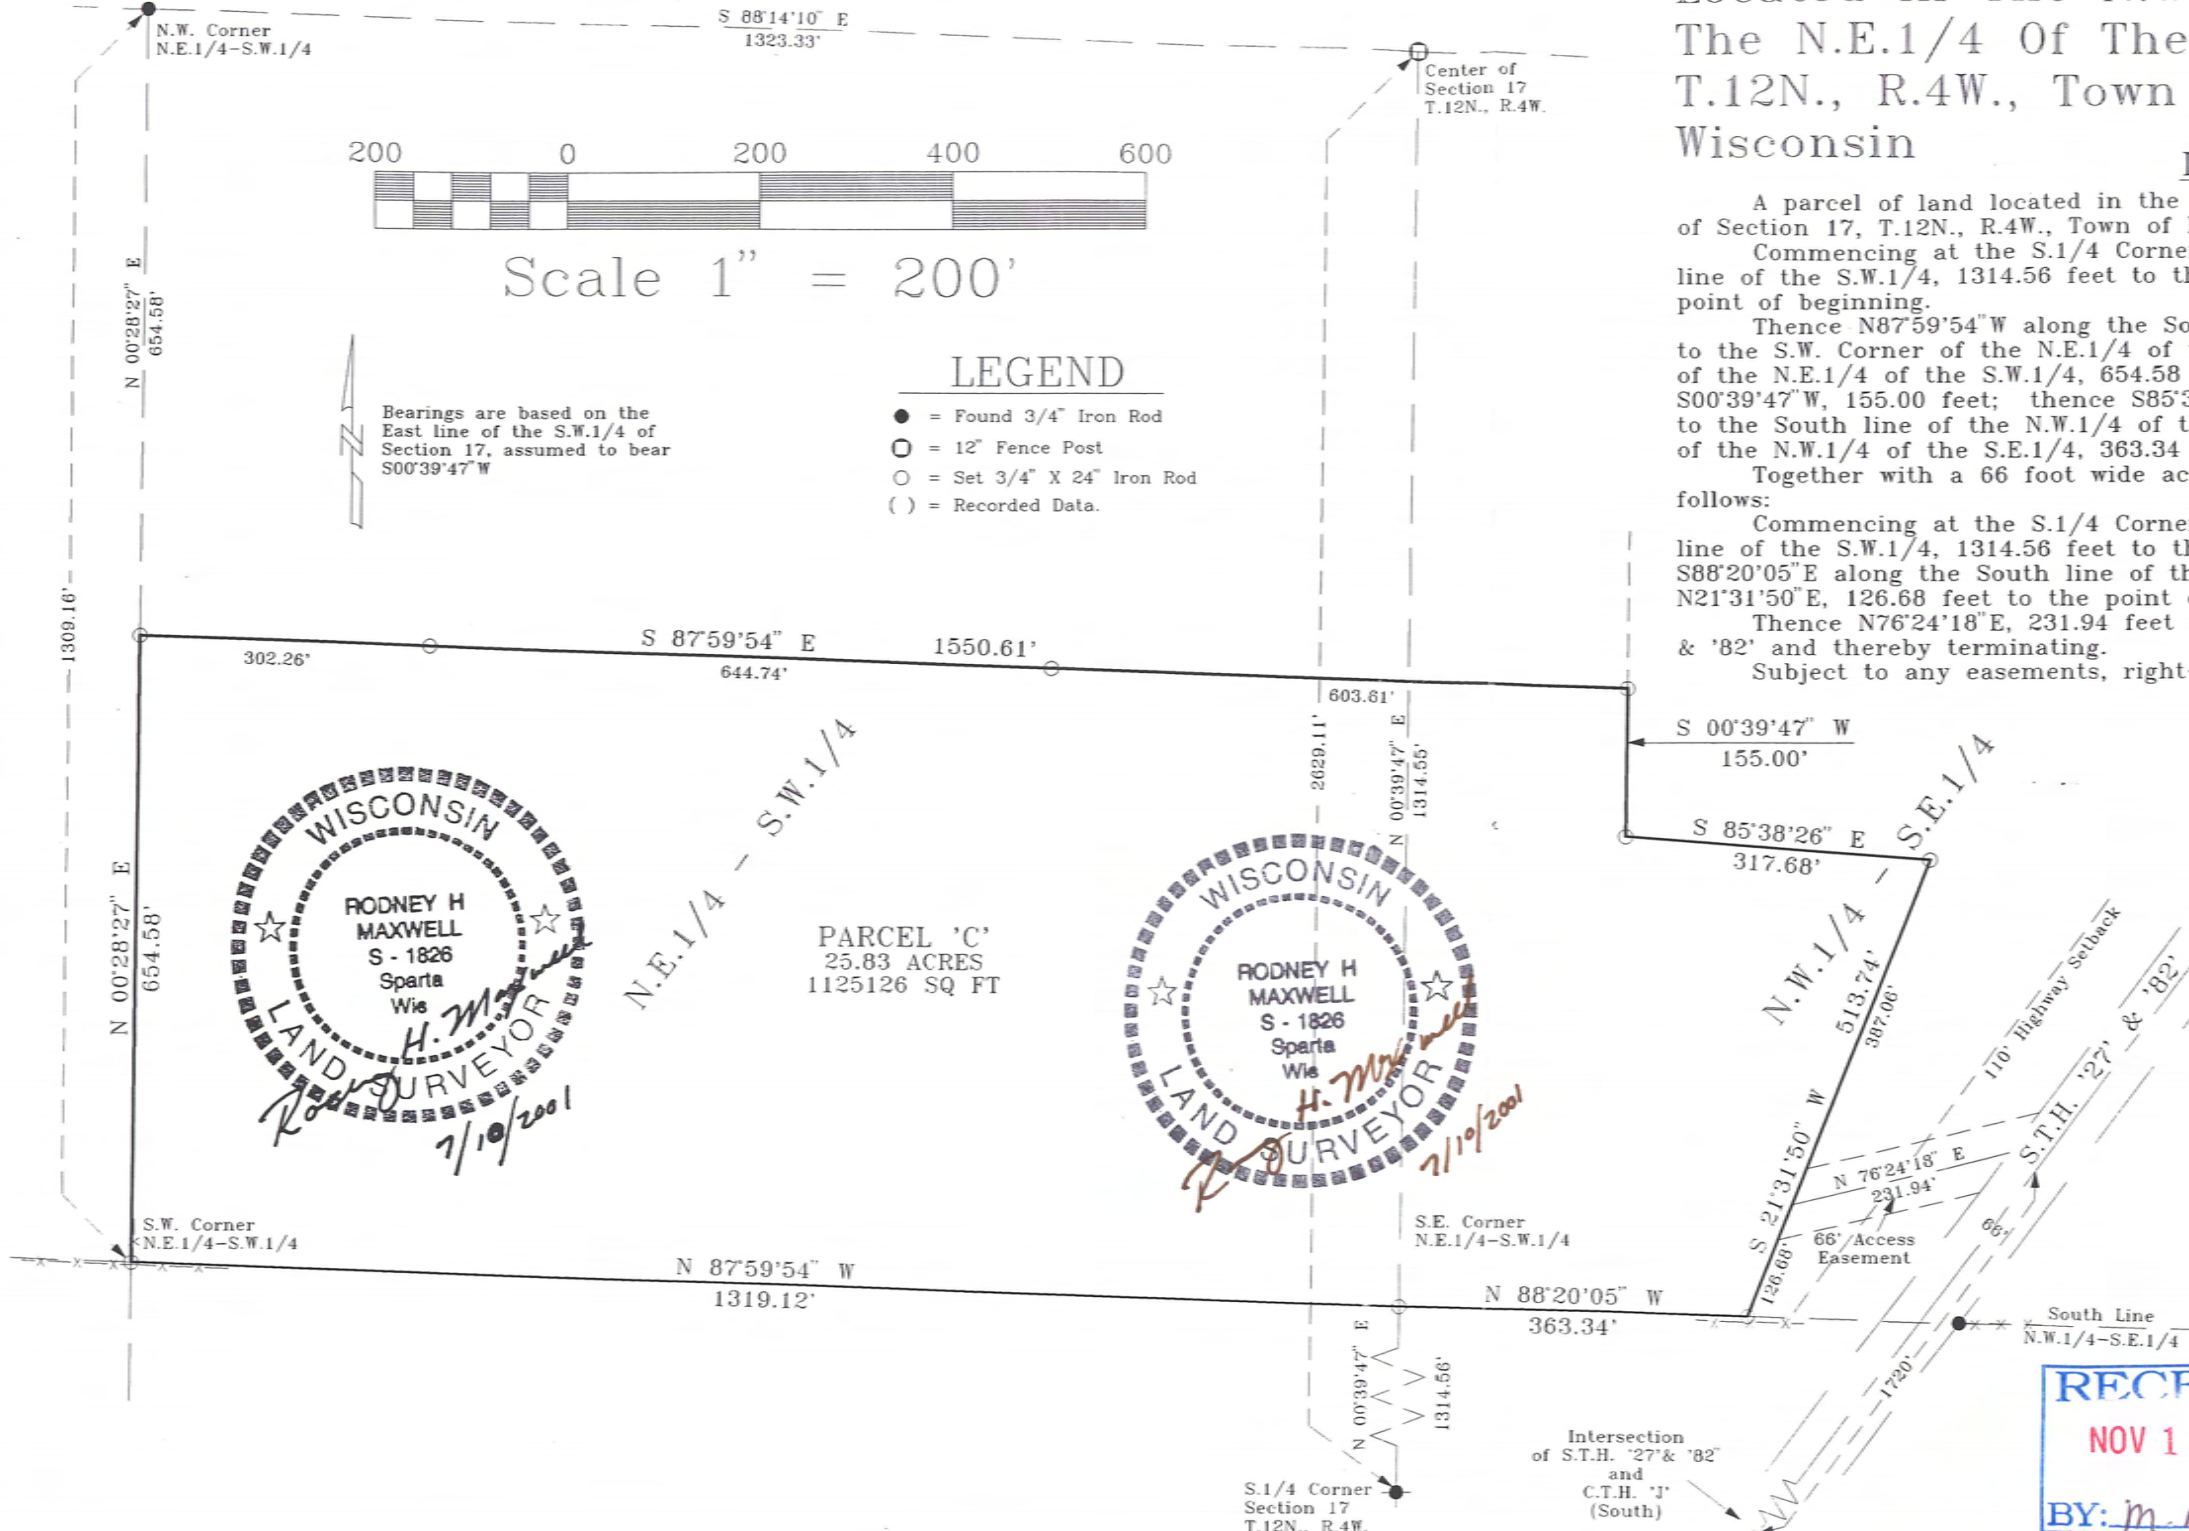 S 88°14'10" E
1323.33'
N.W. Corner
N.E.1/4-S.W.1/4
Center of
Section 17
T.12N., R.4W.
The N.E.1/4 Of The
T.12N., R.4W., Town
Wisconsin
200 0 200 400 600
Scale 1" = 200'
N 00°28'27" E
654.58'
1309.16'
N
Bearings are based on the
East line of the S.W.1/4 of
Section 17, assumed to bear
S00°39'47"W
LEGEND
= Found 3/4" Iron Rod
= 12" Fence Post
= Set 3/4" X 24" Iron Rod
( ) = Recorded Data.
A parcel of land located in the
of Section 17, T.12N., R.4W., Town of
Commencing at the S.1/4 Corne
line of the S.W.1/4, 1314.56 feet to th
point of beginning.
Thence N87°59'54"W along the So
to the S.W. Corner of the N.E.1/4 of
of the N.E.1/4 of the S.W.1/4, 654.58
S00°39'47"W, 155.00 feet; thence S85°3
to the South line of the N.W.1/4 of t
of the N.W.1/4 of the S.E.1/4, 363.34
Together with a 66 foot wide ac
follows:
Commencing at the S.1/4 Corne
line of the S.W.1/4, 1314.56 feet to th
S88°20'05"E along the South line of th
N21°31'50"E, 126.68 feet to the point
Thence N76°24'18"E, 231.94 feet
& '82' and thereby terminating.
Subject to any easements, right-
S 87°59'54" E 1550.61'
302.26'
644.74'
603.61'
2629.11'
N 00°39'47" E
1314.55'
S 00°39'47" W
155.00'
S 85°38'26" E
317.68'
N.W.1/4 - S.E.1/4
N.E.1/4 - S.W.1/4
N 00°28'27" E
654.58'
WISCONSIN
RODNEY H
MAXWELL
S - 1826
Sparta
Wis
LAND SURVEYOR
Rodney H. Maxwell
7/10/2001
PARCEL 'C'
25.83 ACRES
1125126 SQ FT
WISCONSIN
RODNEY H
MAXWELL
S - 1826
Sparta
Wis
LAND SURVEYOR
Rodney H. Maxwell
7/10/2001
513.74'
387.06'
S 21°31'50" W
126.68'
110' Highway Setback
S.T.H. '27' & '82'
N 76°24'18" E
231.94'
66' Access
Easement
66'
1720'
S.W. Corner
N.E.1/4-S.W.1/4
S.E. Corner
N.E.1/4-S.W.1/4
N 87°59'54" W
1319.12'
N 88°20'05" W
363.34'
South Line
N.W.1/4-S.E.1/4
N 00°39'47" E
1314.56'
S.1/4 Corner
Section 17
T.12N., R.4W.
Intersection
of S.T.H. '27'& '82'
and
C.T.H. 'J'
(South)
RECE
NOV 1
BY: m.